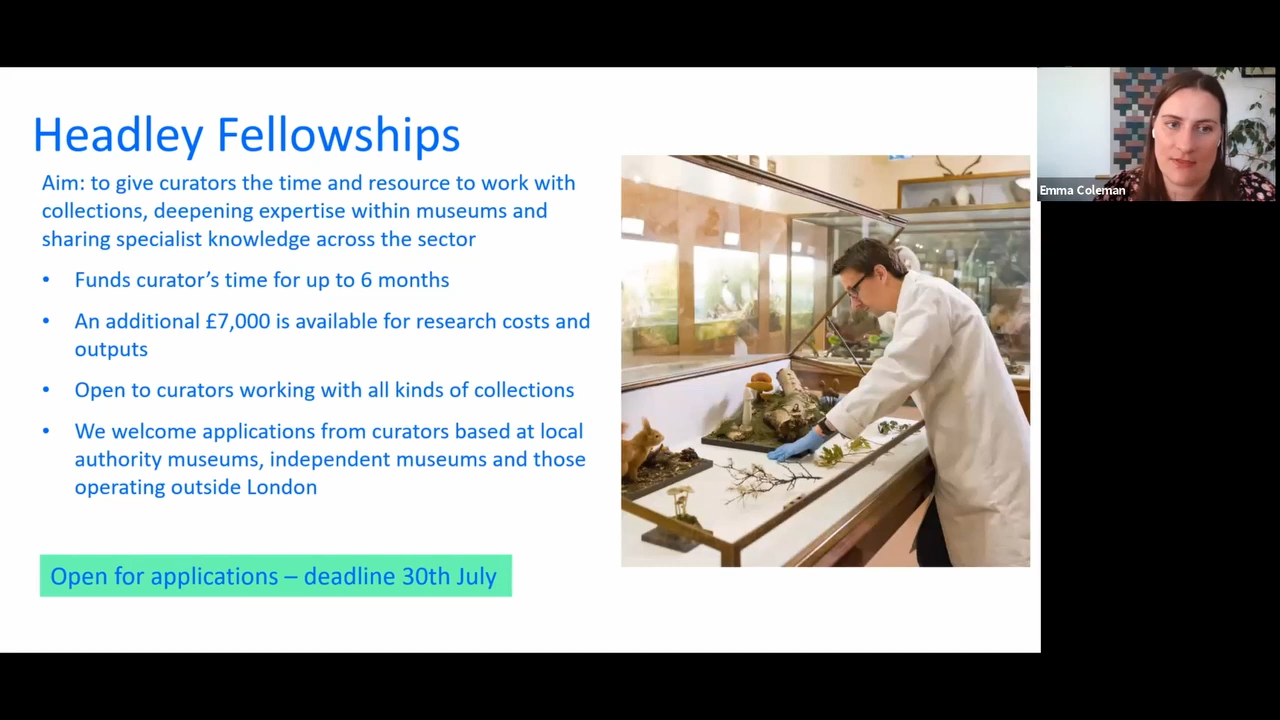 Headley Fellowships
Aim: to give curators the time and resource to work with
collections, deepening expertise within museums and
sharing specialist knowledge across the sector
• Funds curator’s time for up to 6 months
• An additional £7,000 is available for research costs and
outputs
• Open to curators working with all kinds of collections
• We welcome applications from curators based at local
authority museums, independent museums and those
operating outside London
Open for applications – deadline 30th July
Emma Coleman